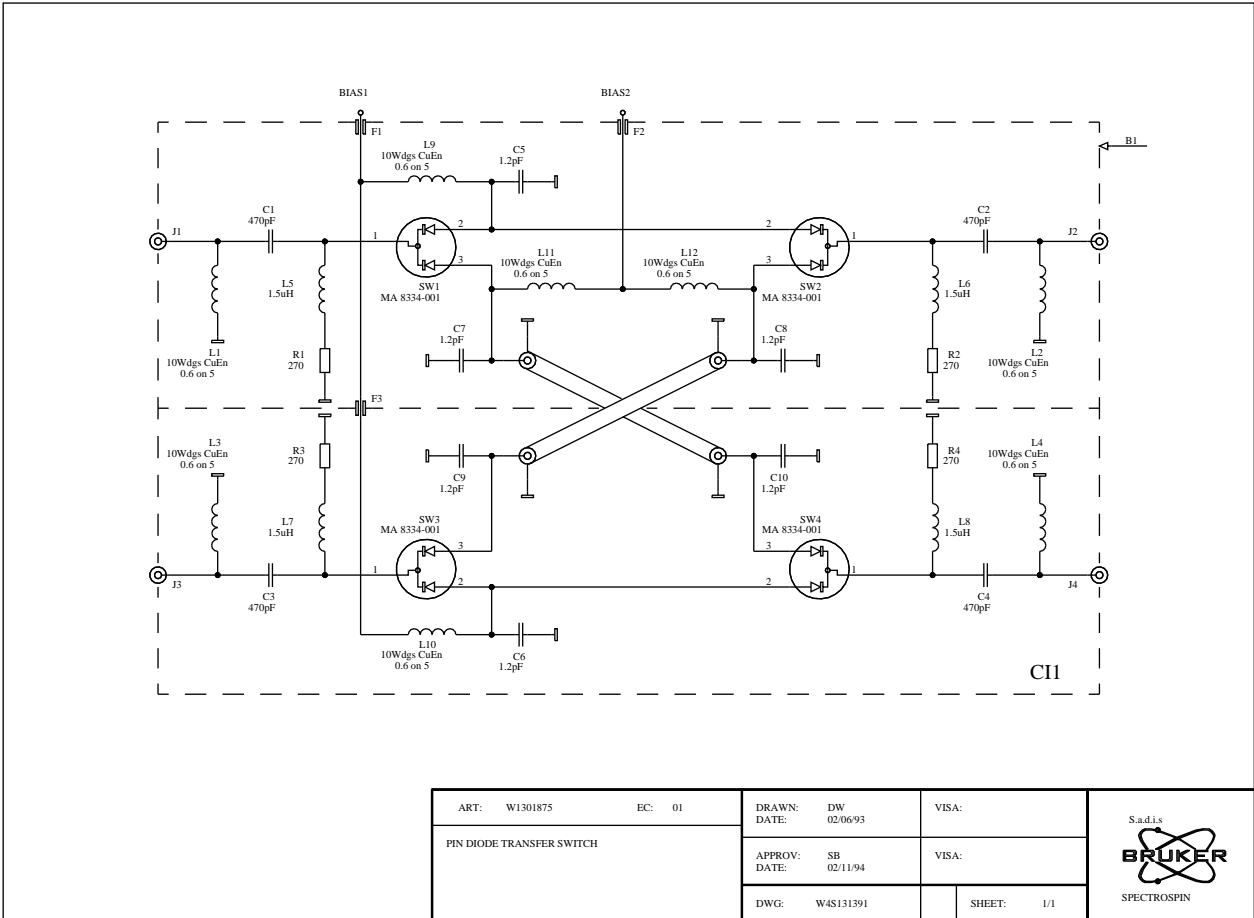 BIAS1
BIAS2
F1
F2
B1
L9
10Wdgs CuEn
0.6 on 5
C5
1.2pF
C1
470pF
C2
470pF
J1
J2
1
2
3
2
3
1
SW1
MA 8334-001
SW2
MA 8334-001
L11
10Wdgs CuEn
0.6 on 5
L12
10Wdgs CuEn
0.6 on 5
L5
1.5uH
L6
1.5uH
L1
10Wdgs CuEn
0.6 on 5
R1
270
C7
1.2pF
C8
1.2pF
R2
270
L2
10Wdgs CuEn
0.6 on 5
F3
L3
10Wdgs CuEn
0.6 on 5
R3
270
C9
1.2pF
C10
1.2pF
R4
270
L4
10Wdgs CuEn
0.6 on 5
L7
1.5uH
SW3
MA 8334-001
SW4
MA 8334-001
L8
1.5uH
3
3
1
2
2
1
J3
J4
C3
470pF
C4
470pF
L10
10Wdgs CuEn
0.6 on 5
C6
1.2pF
CI1
ART: W1301875 EC: 01
PIN DIODE TRANSFER SWITCH
DRAWN: DW
DATE: 02/06/93
VISA:
APPROV: SB
DATE: 02/11/94
VISA:
DWG: W4S131391
SHEET: 1/1
S.a.d.i.s
BRUKER
SPECTROSPIN